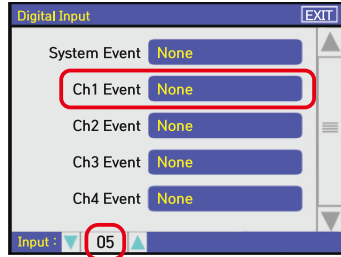 Digital Input EXIT
System Event None
Ch1 Event None
Ch2 Event None
Ch3 Event None
Ch4 Event None
Input : 05